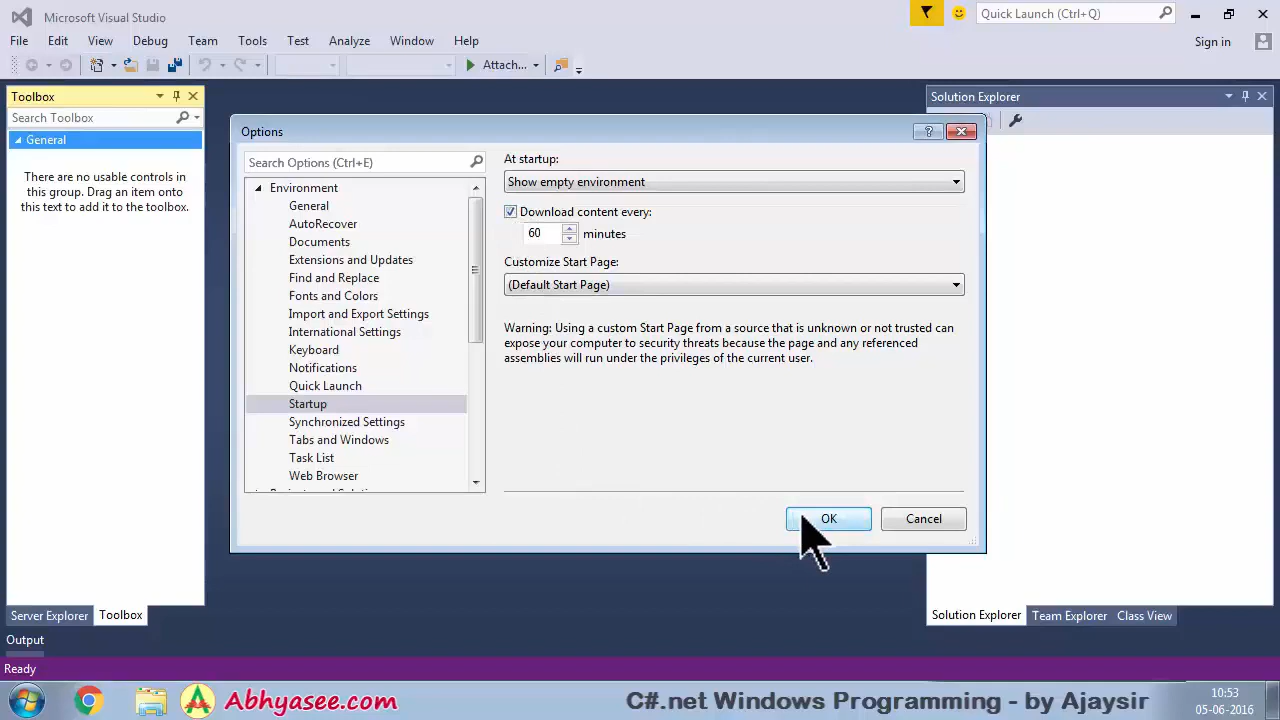 Microsoft Visual Studio
Quick Launch (Ctrl+Q)
File Edit View Debug Team Tools Test Analyze Window Help
Sign in
Attach...
Toolbox
Search Toolbox
General
There are no usable controls in
this group. Drag an item onto
this text to add it to the toolbox.
Server Explorer Toolbox
Output
Ready
Options
Search Options (Ctrl+E)
Environment
General
AutoRecover
Documents
Extensions and Updates
Find and Replace
Fonts and Colors
Import and Export Settings
International Settings
Keyboard
Notifications
Quick Launch
Startup
Synchronized Settings
Tabs and Windows
Task List
Web Browser
At startup:
Show empty environment
Download content every:
60 minutes
Customize Start Page:
(Default Start Page)
Warning: Using a custom Start Page from a source that is unknown or not trusted can
expose your computer to security threats because the page and any referenced
assemblies will run under the privileges of the current user.
OK Cancel
Solution Explorer
Solution Explorer Team Explorer Class View
Abhyasee.com
C#.net Windows Programming - by Ajaysir
10:53
05-06-2016